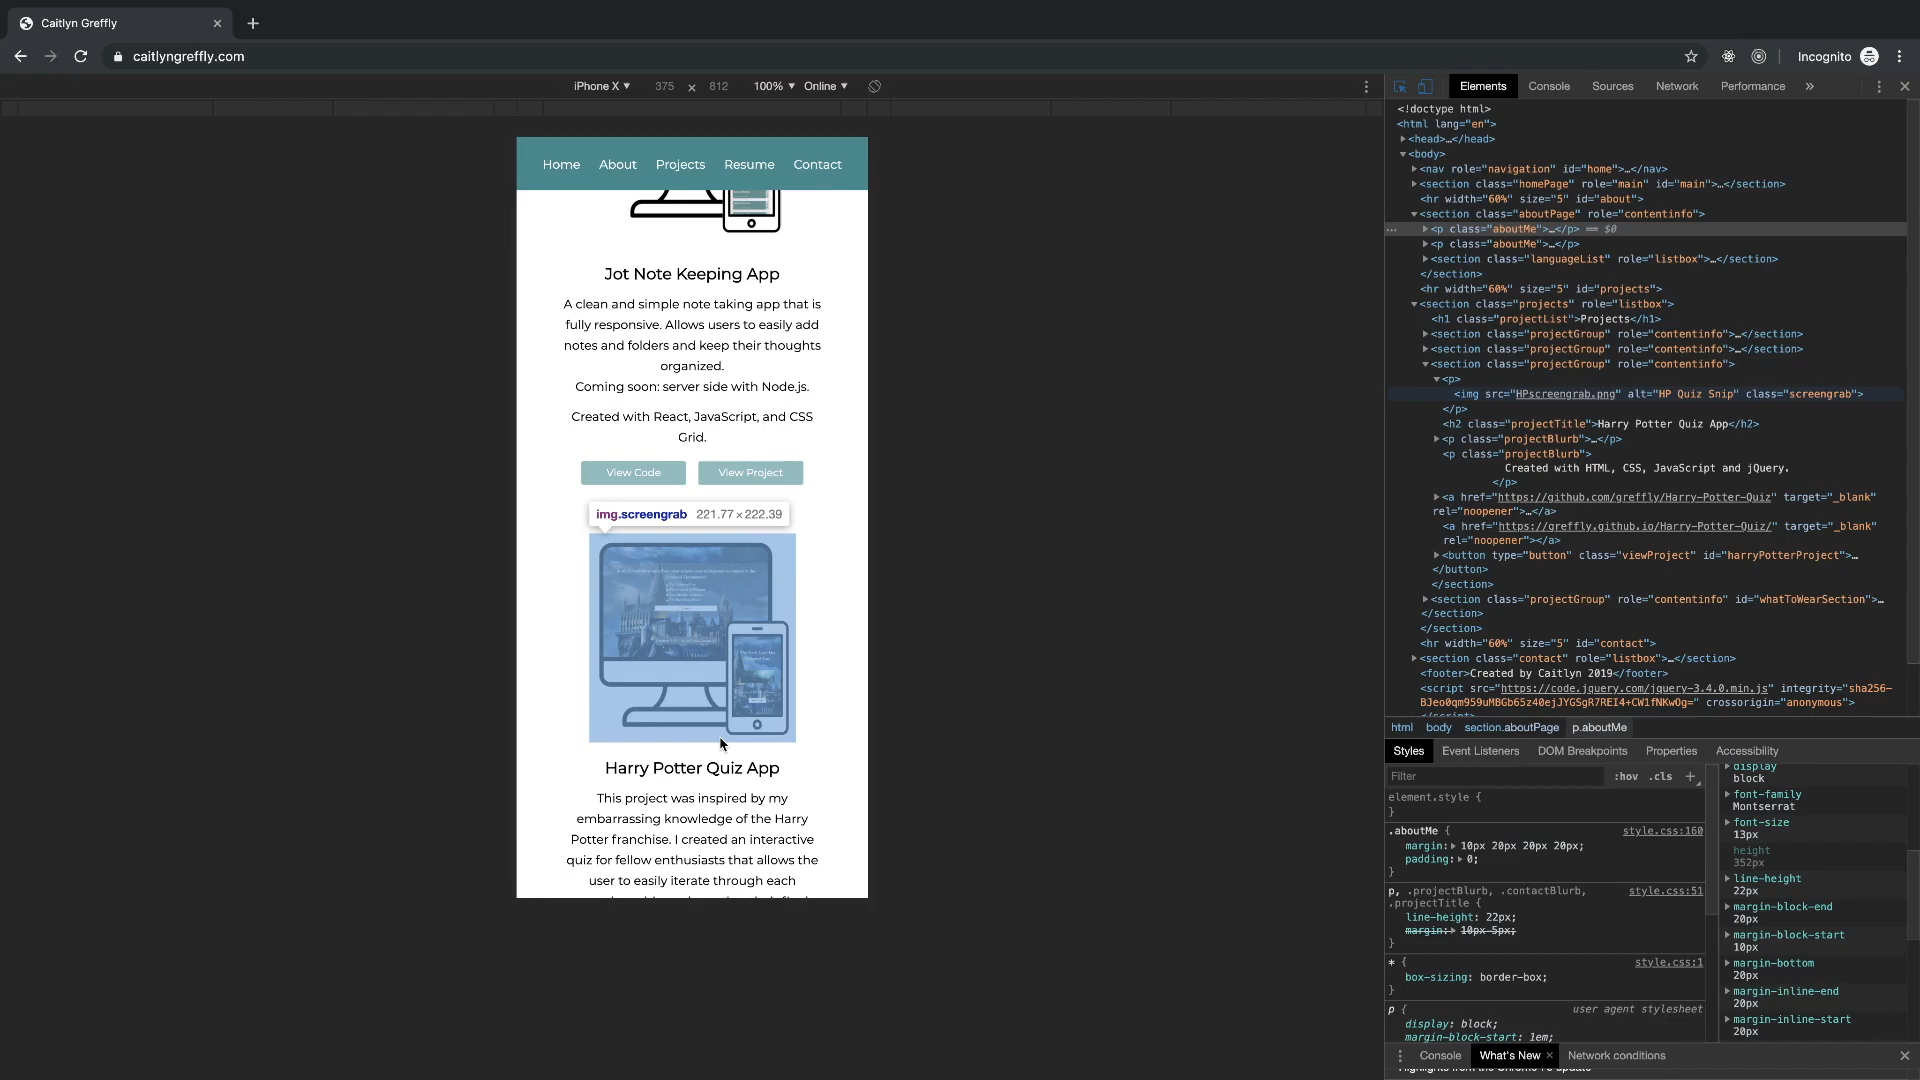 Caitlyn Greffly
caitlyngreffly.com
Incognito
iPhone X ▾ 375 × 812 100% ▾ Online ▾
Home About Projects Resume Contact
Jot Note Keeping App
A clean and simple note taking app that is
fully responsive. Allows users to easily add
notes and folders and keep their thoughts
organized.
Coming soon: server side with Node.js.
Created with React, JavaScript, and CSS
Grid.
View Code View Project
img.screengrab 221.77 × 222.39
Harry Potter Quiz App
This project was inspired by my
embarrassing knowledge of the Harry
Potter franchise. I created an interactive
quiz for fellow enthusiasts that allows the
user to easily iterate through each
Elements Console Sources Network Performance »
<!doctype html>
<html lang="en">
<head>…</head>
<body>
<nav role="navigation" id="home">…</nav>
<section class="homePage" role="main" id="main">…</section>
<hr width="60%" size="5" id="about">
<section class="aboutPage" role="contentinfo">
<p class="aboutMe">…</p> == $0
<p class="aboutMe">…</p>
<section class="languageList" role="listbox">…</section>
</section>
<hr width="60%" size="5" id="projects">
<section class="projects" role="listbox">
<h1 class="projectList">Projects</h1>
<section class="projectGroup" role="contentinfo">…</section>
<section class="projectGroup" role="contentinfo">…</section>
<section class="projectGroup" role="contentinfo">
<p>
<img src="HPscreengrab.png" alt="HP Quiz Snip" class="screengrab">
</p>
<h2 class="projectTitle">Harry Potter Quiz App</h2>
<p class="projectBlurb">…</p>
<p class="projectBlurb">
Created with HTML, CSS, JavaScript and jQuery.
</p>
<a href="https://github.com/greffly/Harry-Potter-Quiz" target="_blank"
rel="noopener">…</a>
<a href="https://greffly.github.io/Harry-Potter-Quiz/" target="_blank"
rel="noopener"></a>
<button type="button" class="viewProject" id="harryPotterProject">…
</button>
</section>
<section class="projectGroup" role="contentinfo" id="whatToWearSection">…
</section>
</section>
<hr width="60%" size="5" id="contact">
<section class="contact" role="listbox">…</section>
<footer>Created by Caitlyn 2019</footer>
<script src="https://code.jquery.com/jquery-3.4.0.min.js" integrity="sha256-
BJeo0qm959uMBGb65z40ejJYGSgR7REI4+CW1fNKwOg=" crossorigin="anonymous">
html body section.aboutPage p.aboutMe
Styles Event Listeners DOM Breakpoints Properties Accessibility
Filter :hov .cls +
element.style {
}
.aboutMe { style.css:160
margin: 10px 20px 20px 20px;
padding: 0;
}
p, .projectBlurb, .contactBlurb, style.css:51
.projectTitle {
line-height: 22px;
margin: 10px 5px;
}
* { style.css:1
box-sizing: border-box;
}
p { user agent stylesheet
display: block;
margin-block-start: 1em;
display
block
font-family
Montserrat
font-size
13px
height
352px
line-height
22px
margin-block-end
20px
margin-block-start
10px
margin-bottom
20px
margin-inline-end
20px
margin-inline-start
20px
Console What's New × Network conditions